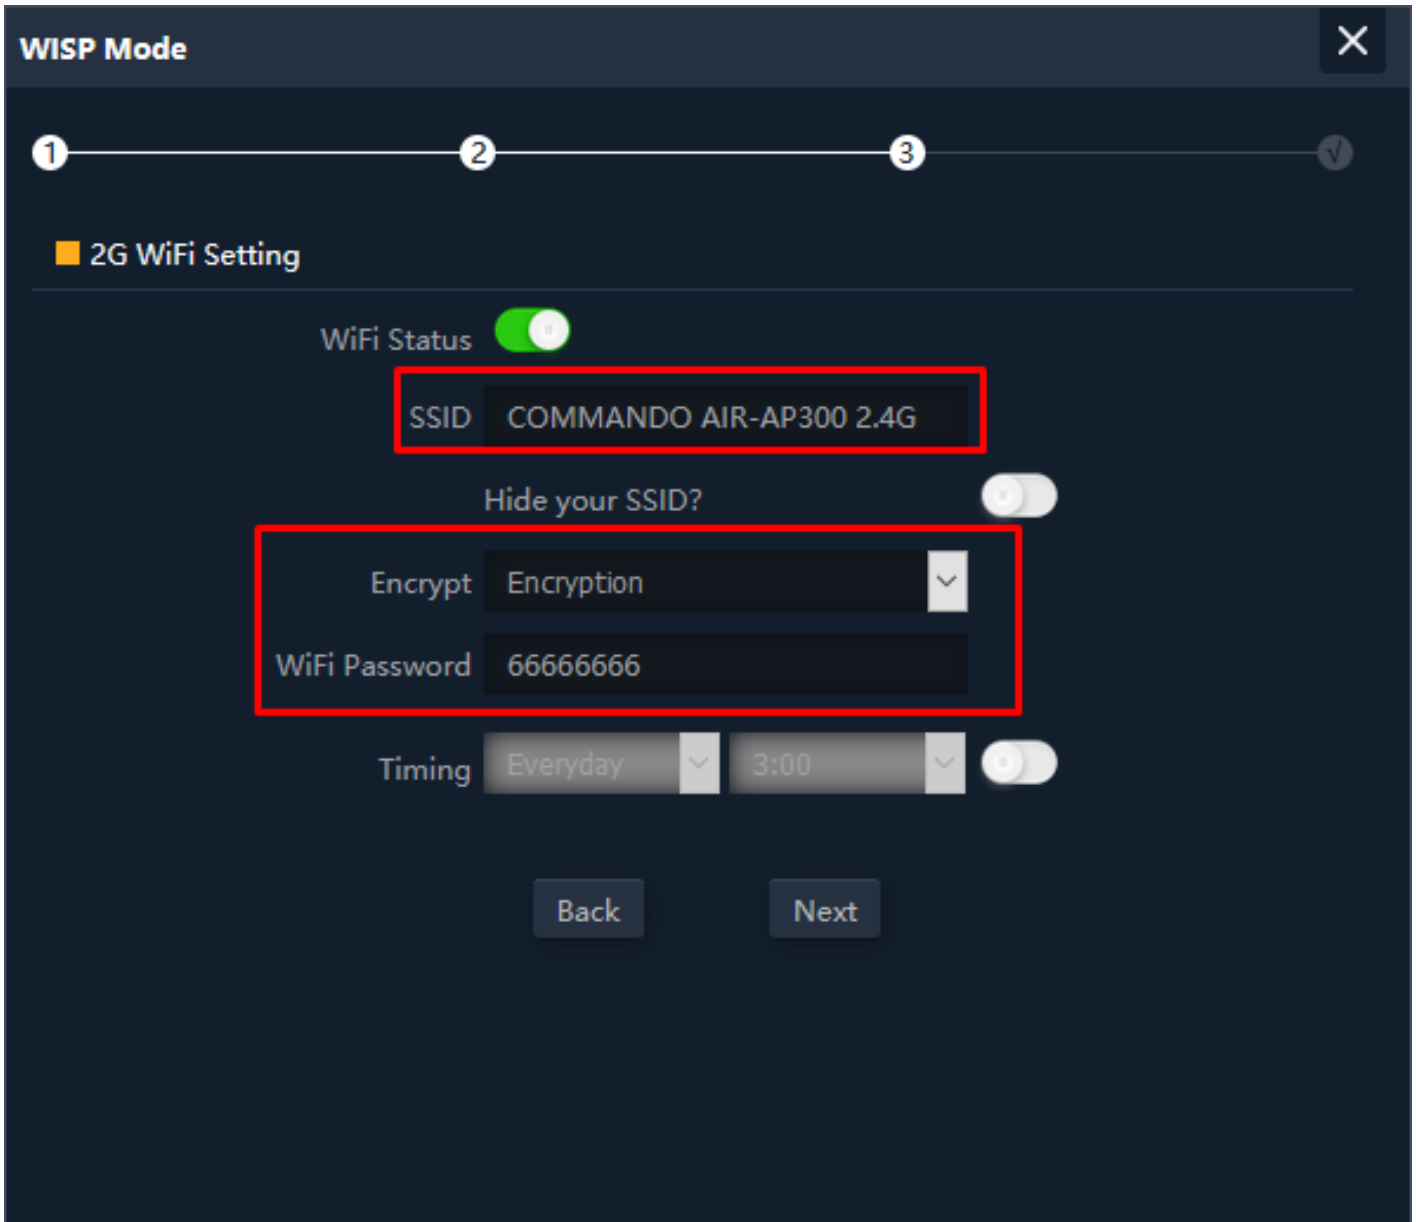 WISP Mode
1 2 3 √
2G WiFi Setting
WiFi Status
SSID COMMANDO AIR-AP300 2.4G
Hide your SSID?
Encrypt Encryption
WiFi Password 66666666
Timing Everyday 3:00
Back Next